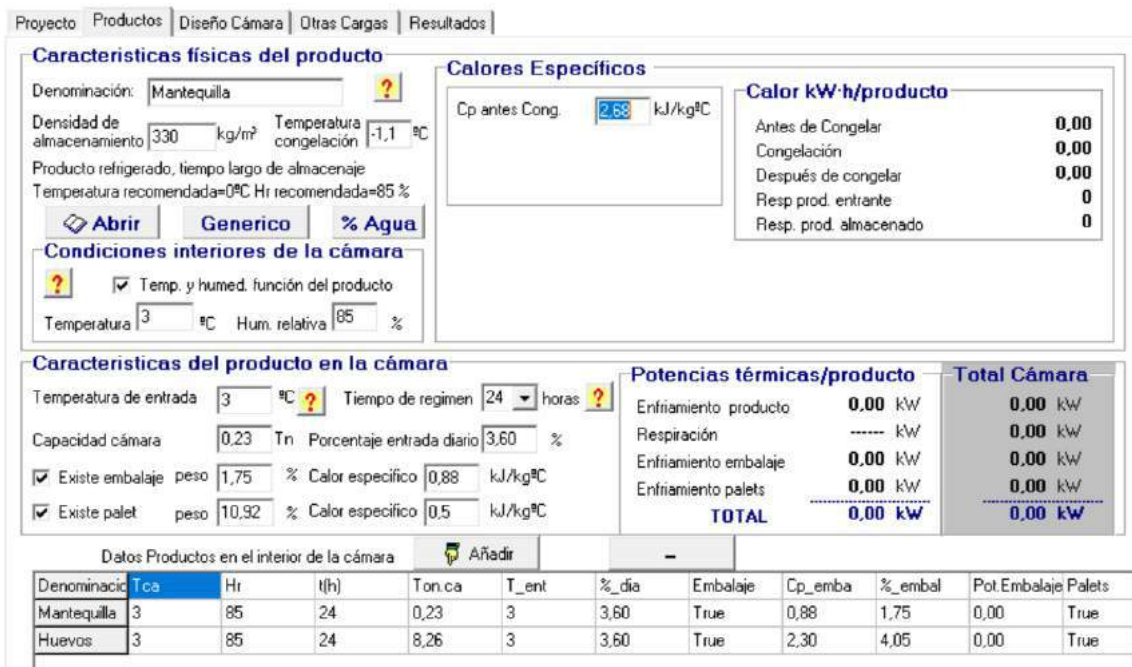 Proyecto Productos Diseño Cámara Otras Cargas Resultados
Caracteristicas físicas del producto
Denominación: Mantequilla ?
Densidad de almacenamiento 330 kg/m³ Temperatura congelación -1,1 ºC
Producto refrigerado, tiempo largo de almacenaje
Temperatura recomendada=0ºC Hr recomendada=85 %
Abrir Generico % Agua
Condiciones interiores de la cámara
? Temp. y humed. función del producto
Temperatura 3 ºC Hum. relativa 85 %
Calores Específicos
Cp antes Cong. 2,68 kJ/kgºC
Calor kW·h/producto
Antes de Congelar 0,00
Congelación 0,00
Después de congelar 0,00
Resp prod. entrante 0
Resp. prod. almacenado 0
Caracteristicas del producto en la cámara
Temperatura de entrada 3 ºC ? Tiempo de regimen 24 horas ?
Capacidad cámara 0,23 Tn Porcentaje entrada diario 3,60 %
Existe embalaje peso 1,75 % Calor especifico 0,88 kJ/kgºC
Existe palet peso 10,92 % Calor especifico 0,5 kJ/kgºC
Potencias térmicas/producto Total Cámara
Enfriamiento producto 0,00 kW 0,00 kW
Respiración ------ kW 0,00 kW
Enfriamiento embalaje 0,00 kW 0,00 kW
Enfriamiento palets 0,00 kW 0,00 kW
TOTAL 0,00 kW 0,00 kW
Datos Productos en el interior de la cámara Añadir –
Denominacic Tca Hr t(h) Ton.ca T_ent %_dia Embalaje Cp_emba %_embal Pot.Embalaje Palets
Mantequilla 3 85 24 0,23 3 3,60 True 0,88 1,75 0,00 True
Huevos 3 85 24 8,26 3 3,60 True 2,30 4,05 0,00 True